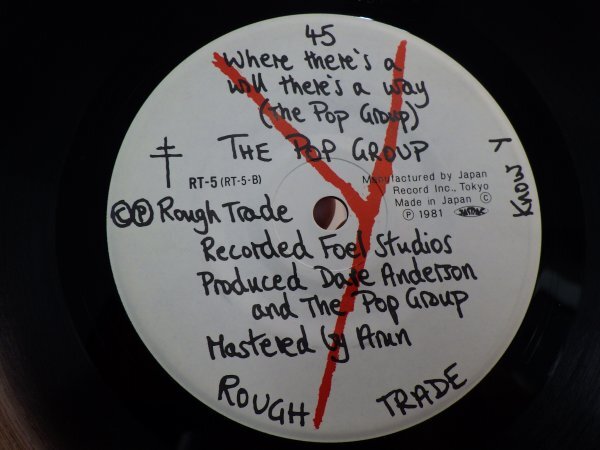 45
Where there's a
will there's a way
(The Pop Group)
THE POP GROUP
RT-5 (RT-5-B)
Manufactured by Japan
Record Inc., Tokyo
Made in Japan Ⓒ
Ⓟ 1981
Y KNOW
Ⓒ Ⓟ Rough Trade
Recorded Foel Studios
Produced Dave Anderson
and The Pop Group
Mastered by Arun
ROUGH TRADE